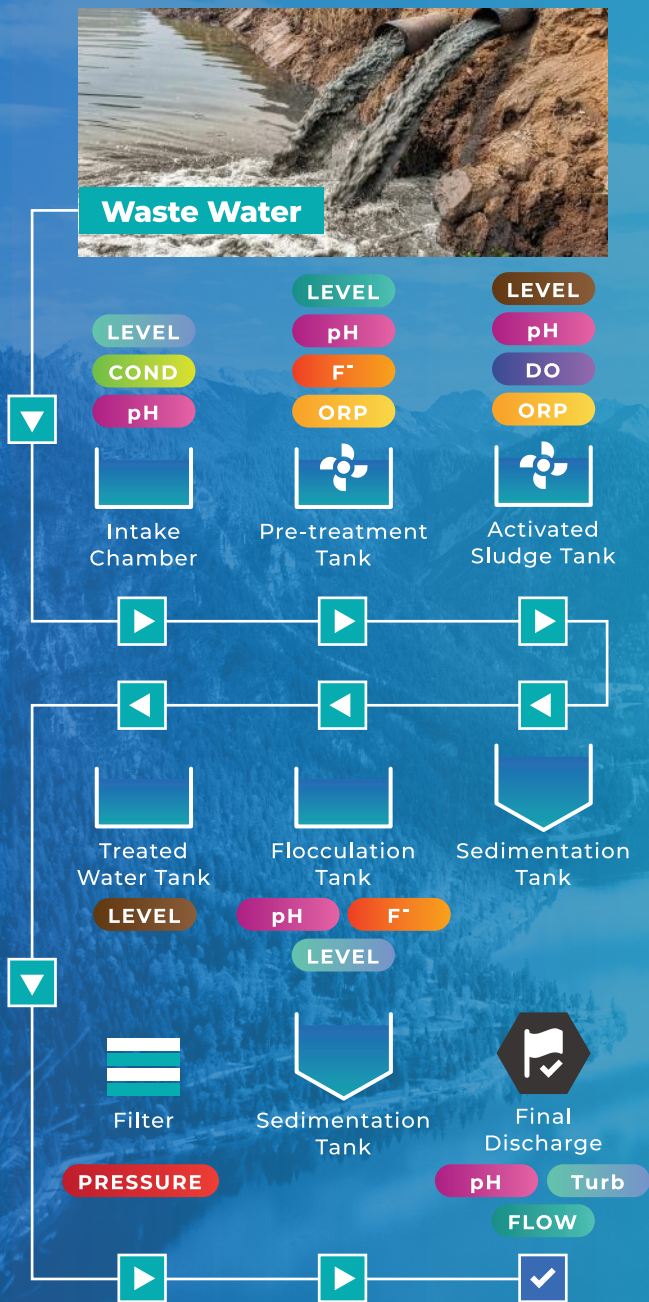 Waste Water
LEVEL
COND
pH
Intake
Chamber
LEVEL
pH
F⁻
ORP
Pre-treatment
Tank
LEVEL
pH
DO
ORP
Activated
Sludge Tank
Treated
Water Tank
LEVEL
Flocculation
Tank
pH
F⁻
LEVEL
Sedimentation
Tank
Filter
PRESSURE
Sedimentation
Tank
Final
Discharge
pH
Turb
FLOW